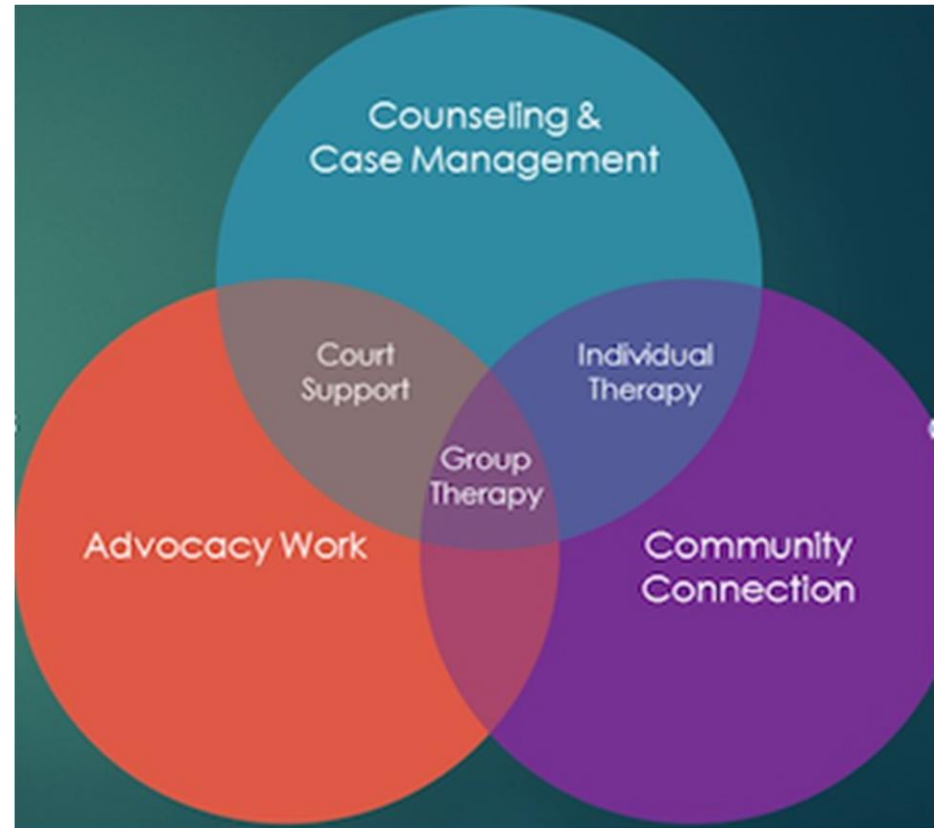 Counseling &
Case Management
Court
Support
Individual
Therapy
Group
Therapy
Advocacy Work
Community
Connection